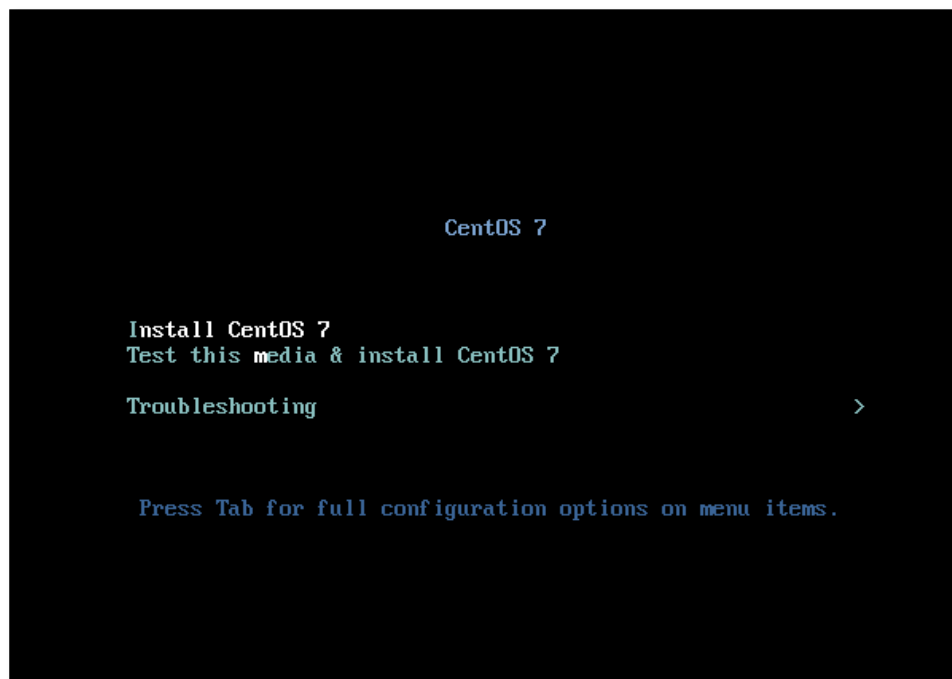 CentOS 7
Install CentOS 7
Test this media & install CentOS 7
Troubleshooting >
Press Tab for full configuration options on menu items.